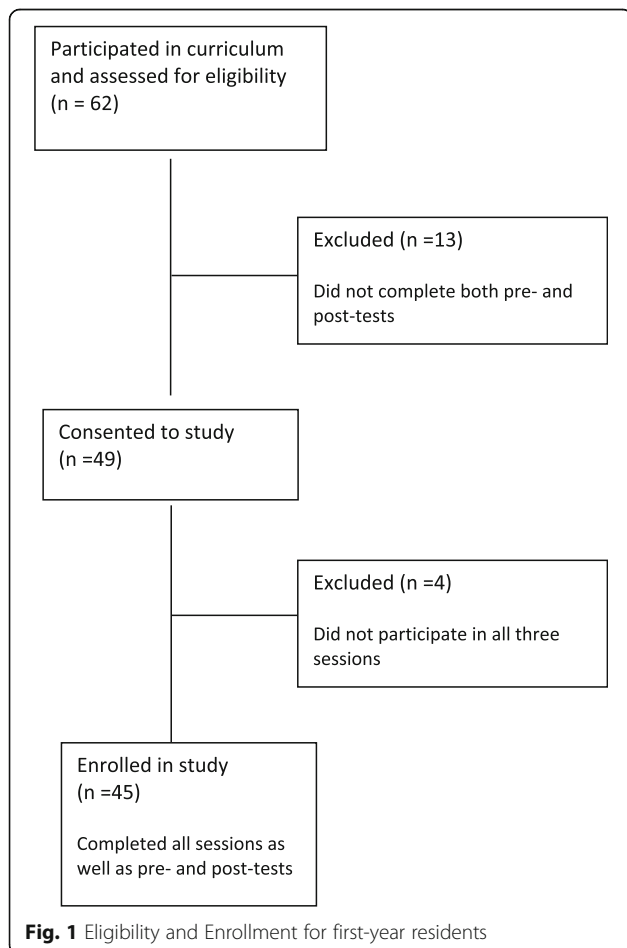 Participated in curriculum
and assessed for eligibility
(n = 62)
Excluded (n =13)
Did not complete both pre- and
post-tests
Consented to study
(n =49)
Excluded (n =4)
Did not participate in all three
sessions
Enrolled in study
(n =45)
Completed all sessions as
well as pre- and post-tests
Fig. 1 Eligibility and Enrollment for first-year residents